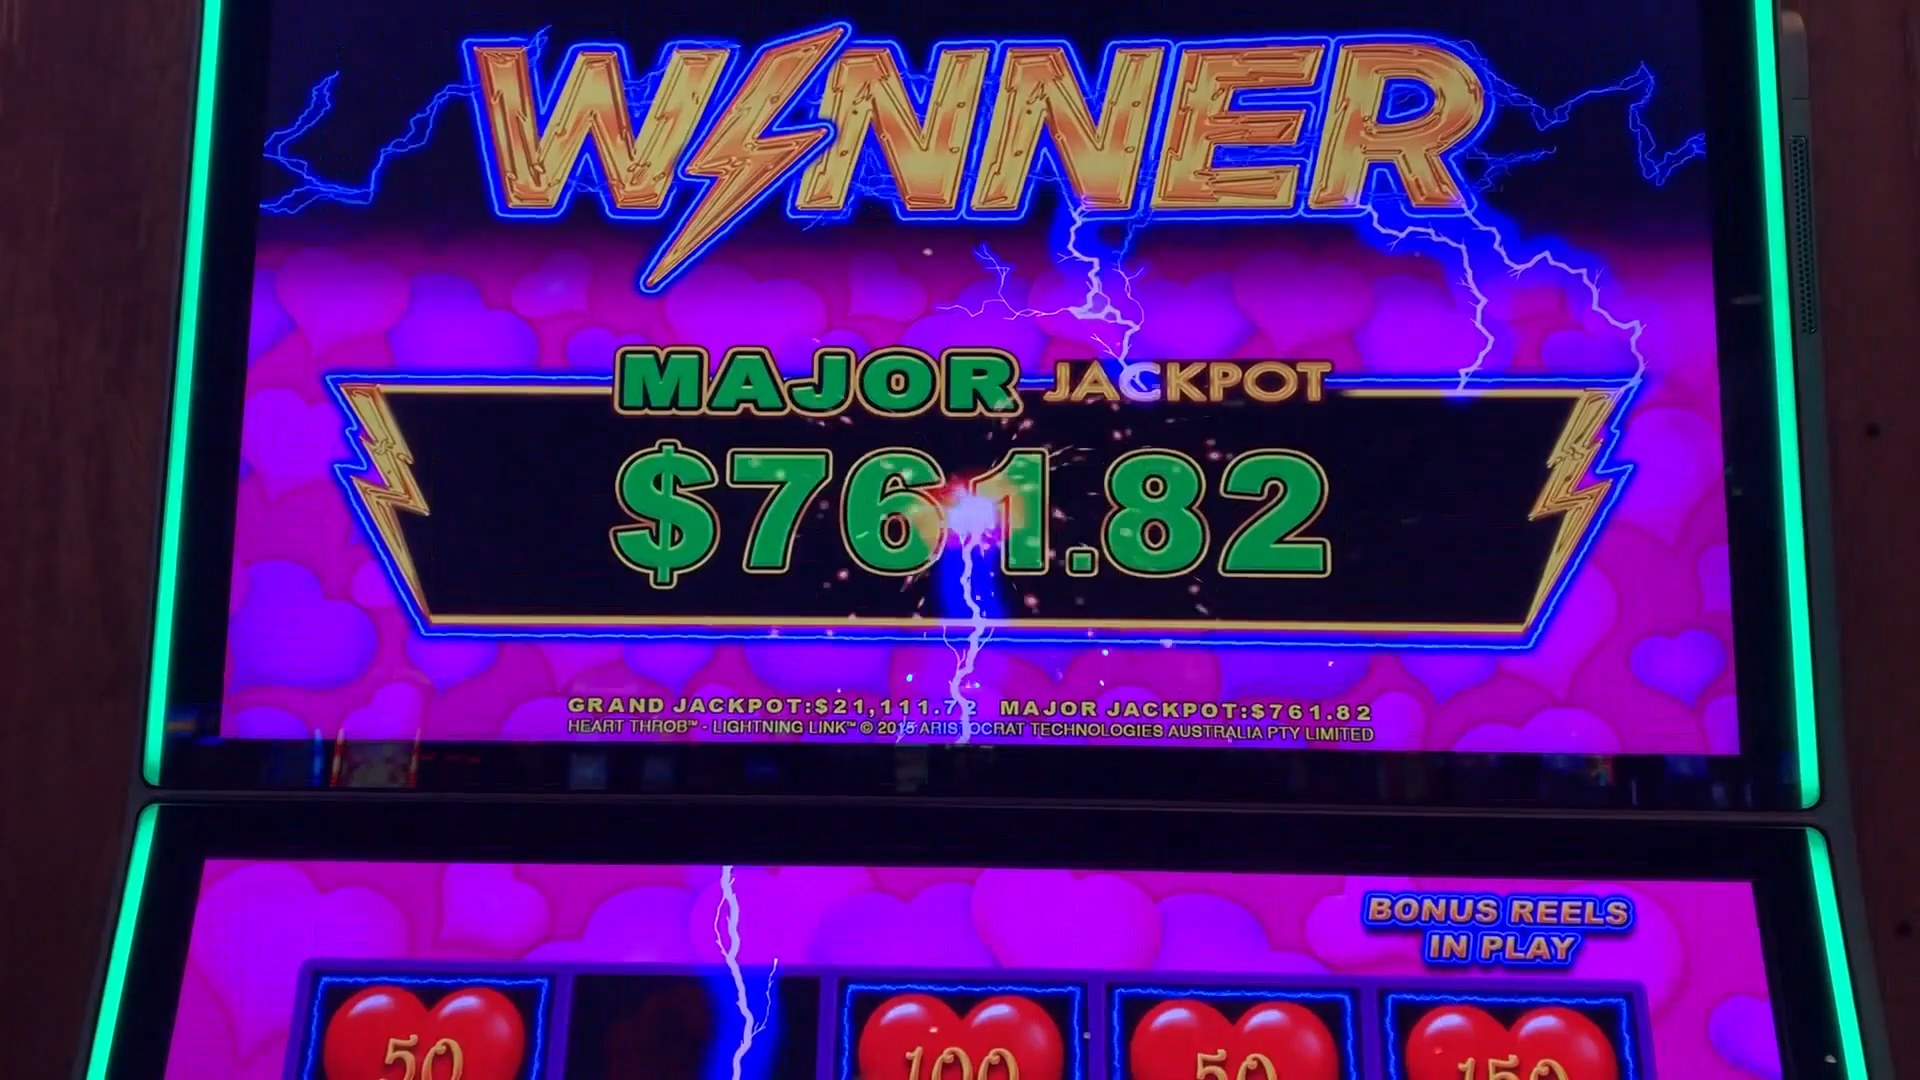 WINNER
MAJOR JACKPOT
$761.82
GRAND JACKPOT:$21,111.72 MAJOR JACKPOT:$761.82
HEART THROB™ - LIGHTNING LINK™ © 2015 ARISTOCRAT TECHNOLOGIES AUSTRALIA PTY LIMITED
BONUS REELS
IN PLAY
50 100 50 150